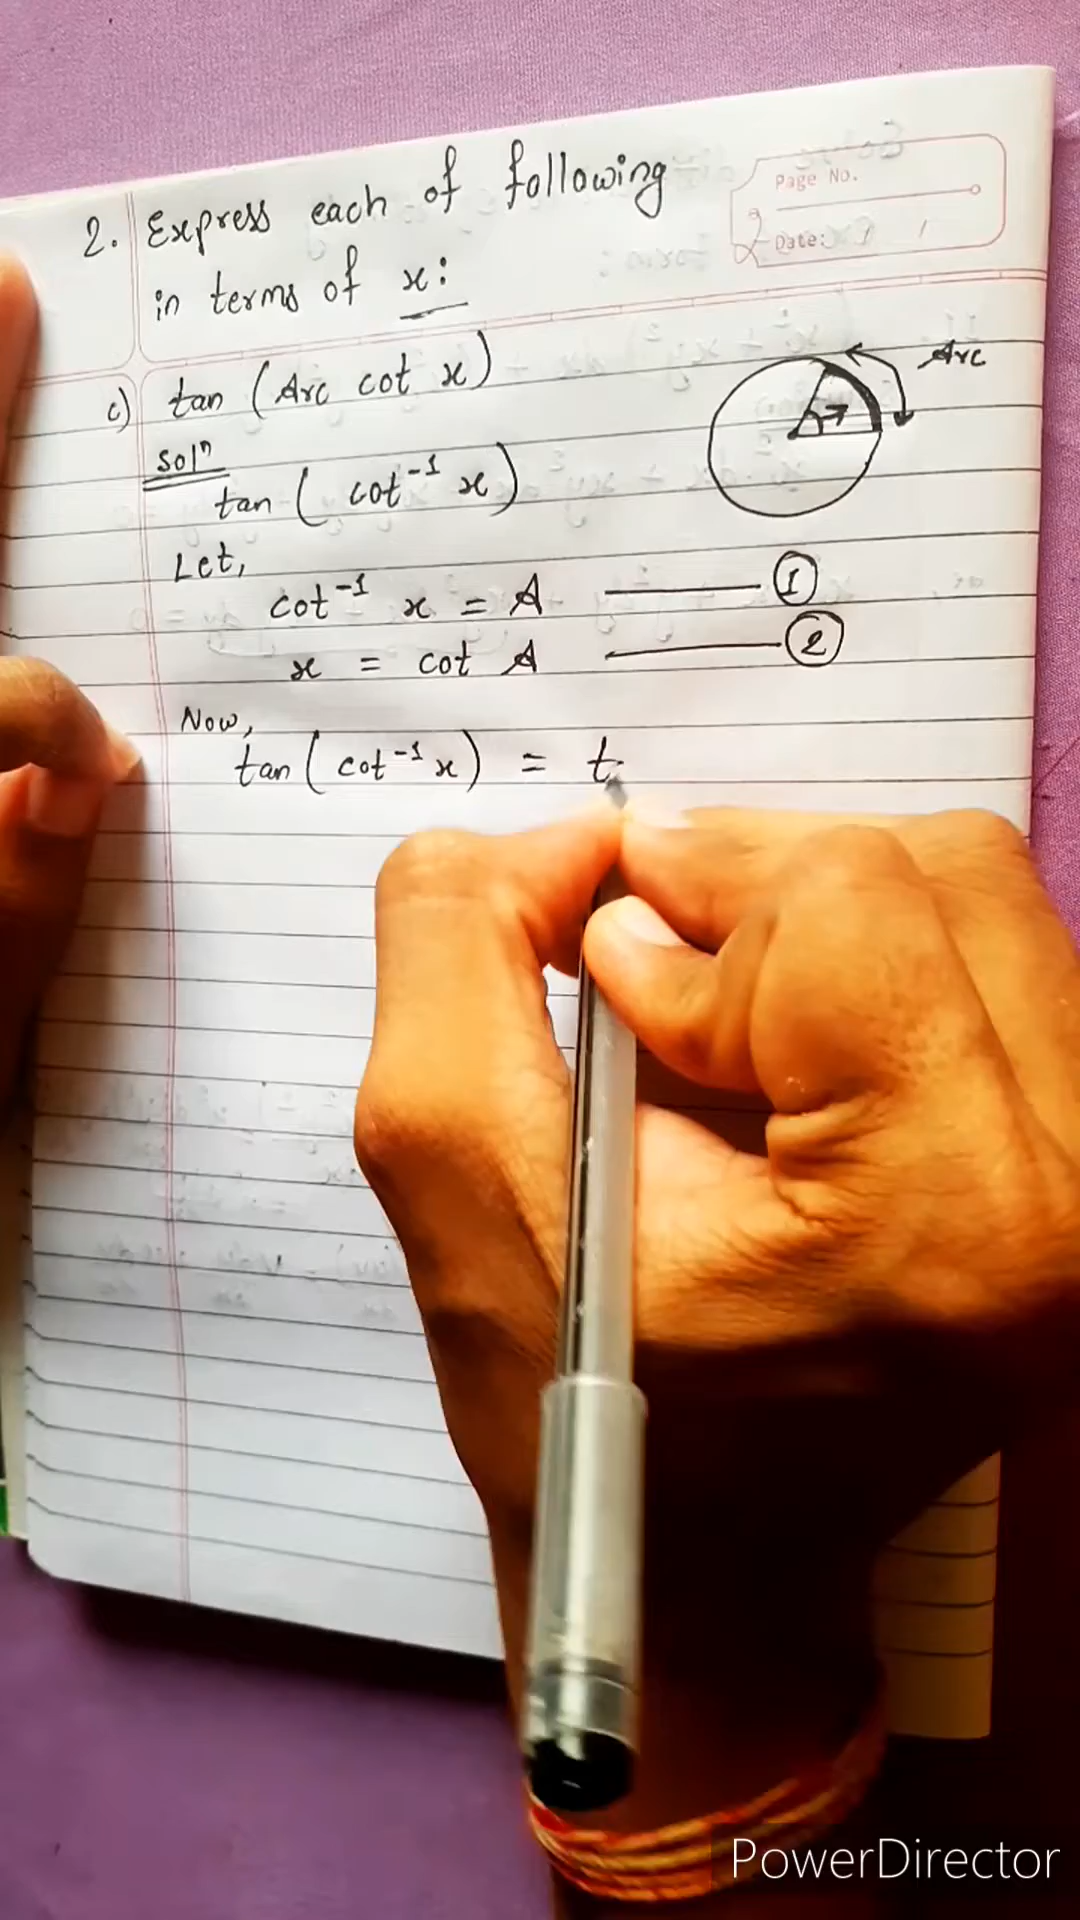 2. Express each of following
in terms of x:
Page No.
Date: / /
c) tan (Arc cot x)
Arc
Solⁿ
tan ( cot⁻¹ x )
Let,
cot⁻¹ x = A ——— ①
x = cot A ——— ②
Now,
tan ( cot⁻¹ x ) = t
PowerDirector